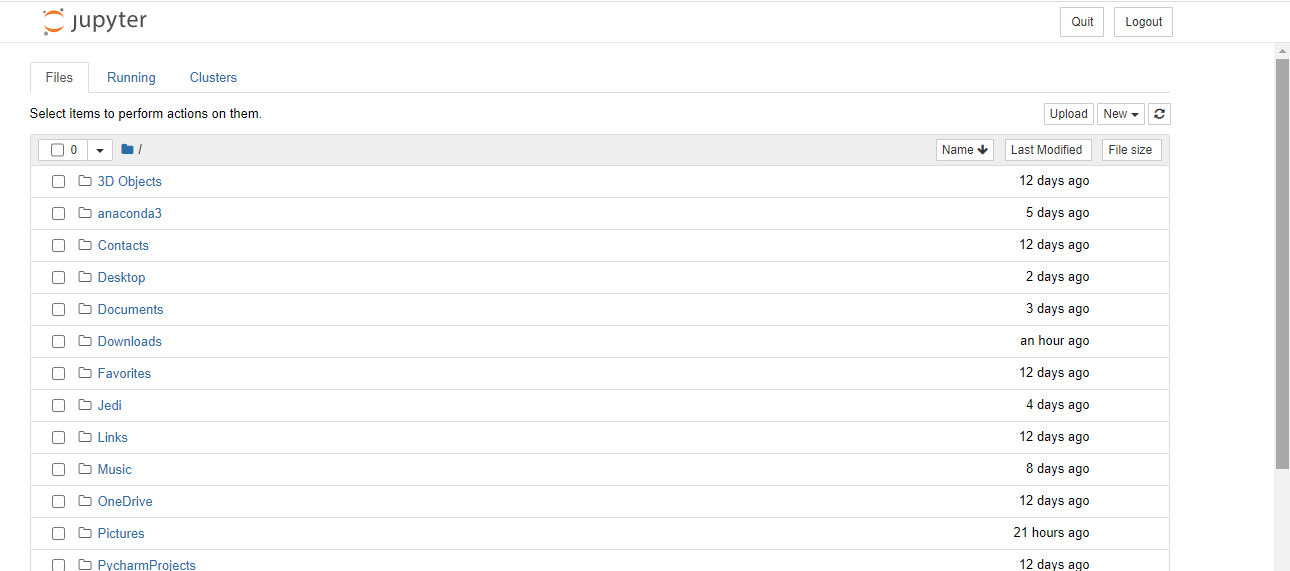 jupyter Quit Logout
Files Running Clusters
Select items to perform actions on them. Upload New
0 / Name Last Modified File size
3D Objects 12 days ago
anaconda3 5 days ago
Contacts 12 days ago
Desktop 2 days ago
Documents 3 days ago
Downloads an hour ago
Favorites 12 days ago
Jedi 4 days ago
Links 12 days ago
Music 8 days ago
OneDrive 12 days ago
Pictures 21 hours ago
PycharmProjects 12 days ago